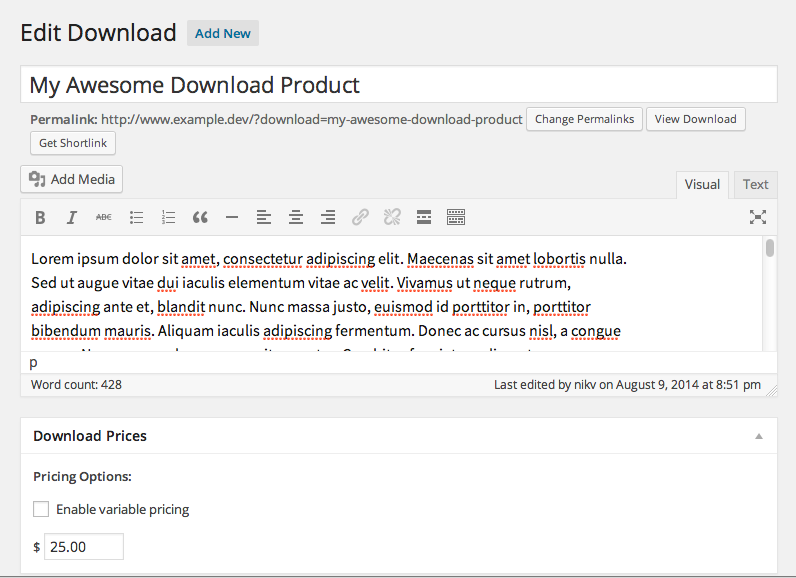 Edit Download Add New
My Awesome Download Product
Permalink: http://www.example.dev/?download=my-awesome-download-product Change Permalinks View Download
Get Shortlink
Add Media
Visual Text
B I ABC
Lorem ipsum dolor sit amet, consectetur adipiscing elit. Maecenas sit amet lobortis nulla.
Sed ut augue vitae dui iaculis elementum vitae ac velit. Vivamus ut neque rutrum,
adipiscing ante et, blandit nunc. Nunc massa justo, euismod id porttitor in, porttitor
bibendum mauris. Aliquam iaculis adipiscing fermentum. Donec ac cursus nisl, a congue
p
Word count: 428 Last edited by nikv on August 9, 2014 at 8:51 pm
Download Prices
Pricing Options:
Enable variable pricing
$ 25.00